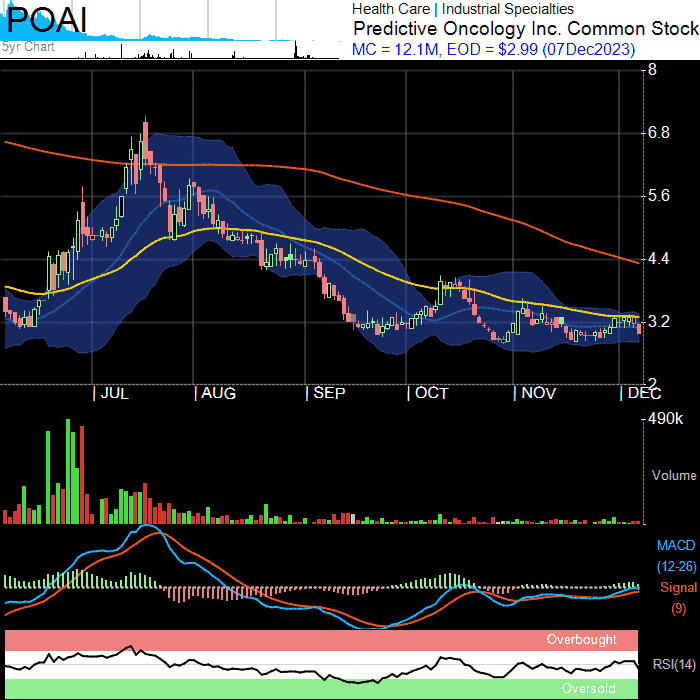 POAI
5yr Chart
Health Care | Industrial Specialties
Predictive Oncology Inc. Common Stock
MC = 12.1M, EOD = $2.99 (07Dec2023)
8
6.8
5.6
4.4
3.2
2
JUL
AUG
SEP
OCT
NOV
DEC
490k
Volume
MACD
(12-26)
Signal
(9)
Overbought
RSI(14)
Oversold